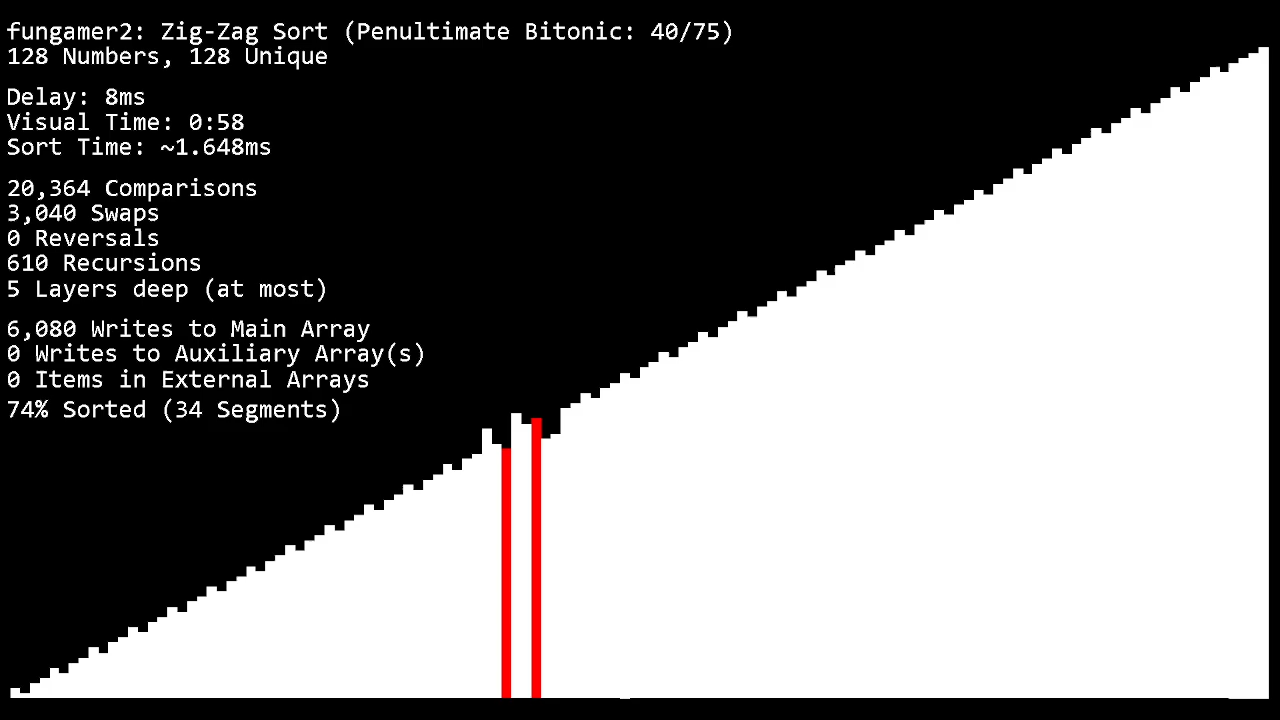 fungamer2: Zig-Zag Sort (Penultimate Bitonic: 40/75)
128 Numbers, 128 Unique
Delay: 8ms
Visual Time: 0:58
Sort Time: ~1.648ms
20,364 Comparisons
3,040 Swaps
0 Reversals
610 Recursions
5 Layers deep (at most)
6,080 Writes to Main Array
0 Writes to Auxiliary Array(s)
0 Items in External Arrays
74% Sorted (34 Segments)